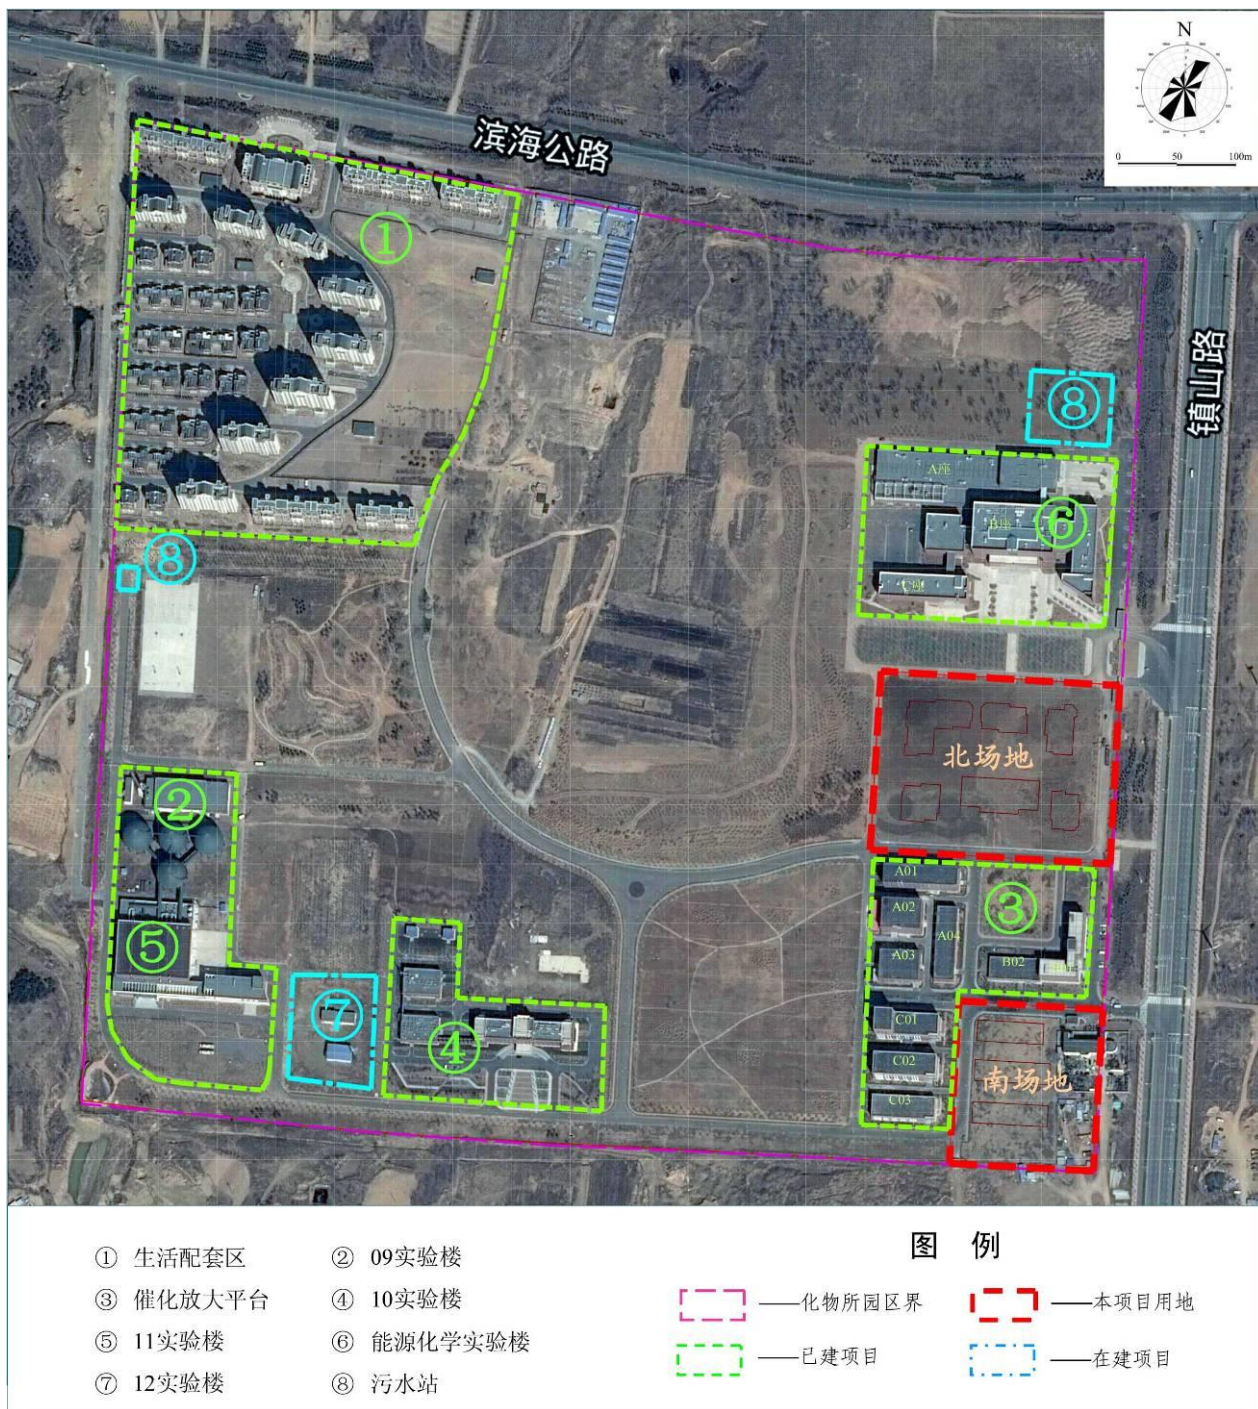 N
0 50 100m
滨海公路
镇山路
①
⑧
A座
B座
⑥
C座
⑧
北场地
②
A01
A02
③
A04
A03
B02
⑤
⑦
④
C01
C02
C03
南场地
图 例
① 生活配套区 ② 09实验楼
③ 催化放大平台 ④ 10实验楼
⑤ 11实验楼 ⑥ 能源化学实验楼
⑦ 12实验楼 ⑧ 污水站
化物所园区界 本项目用地
已建项目 在建项目